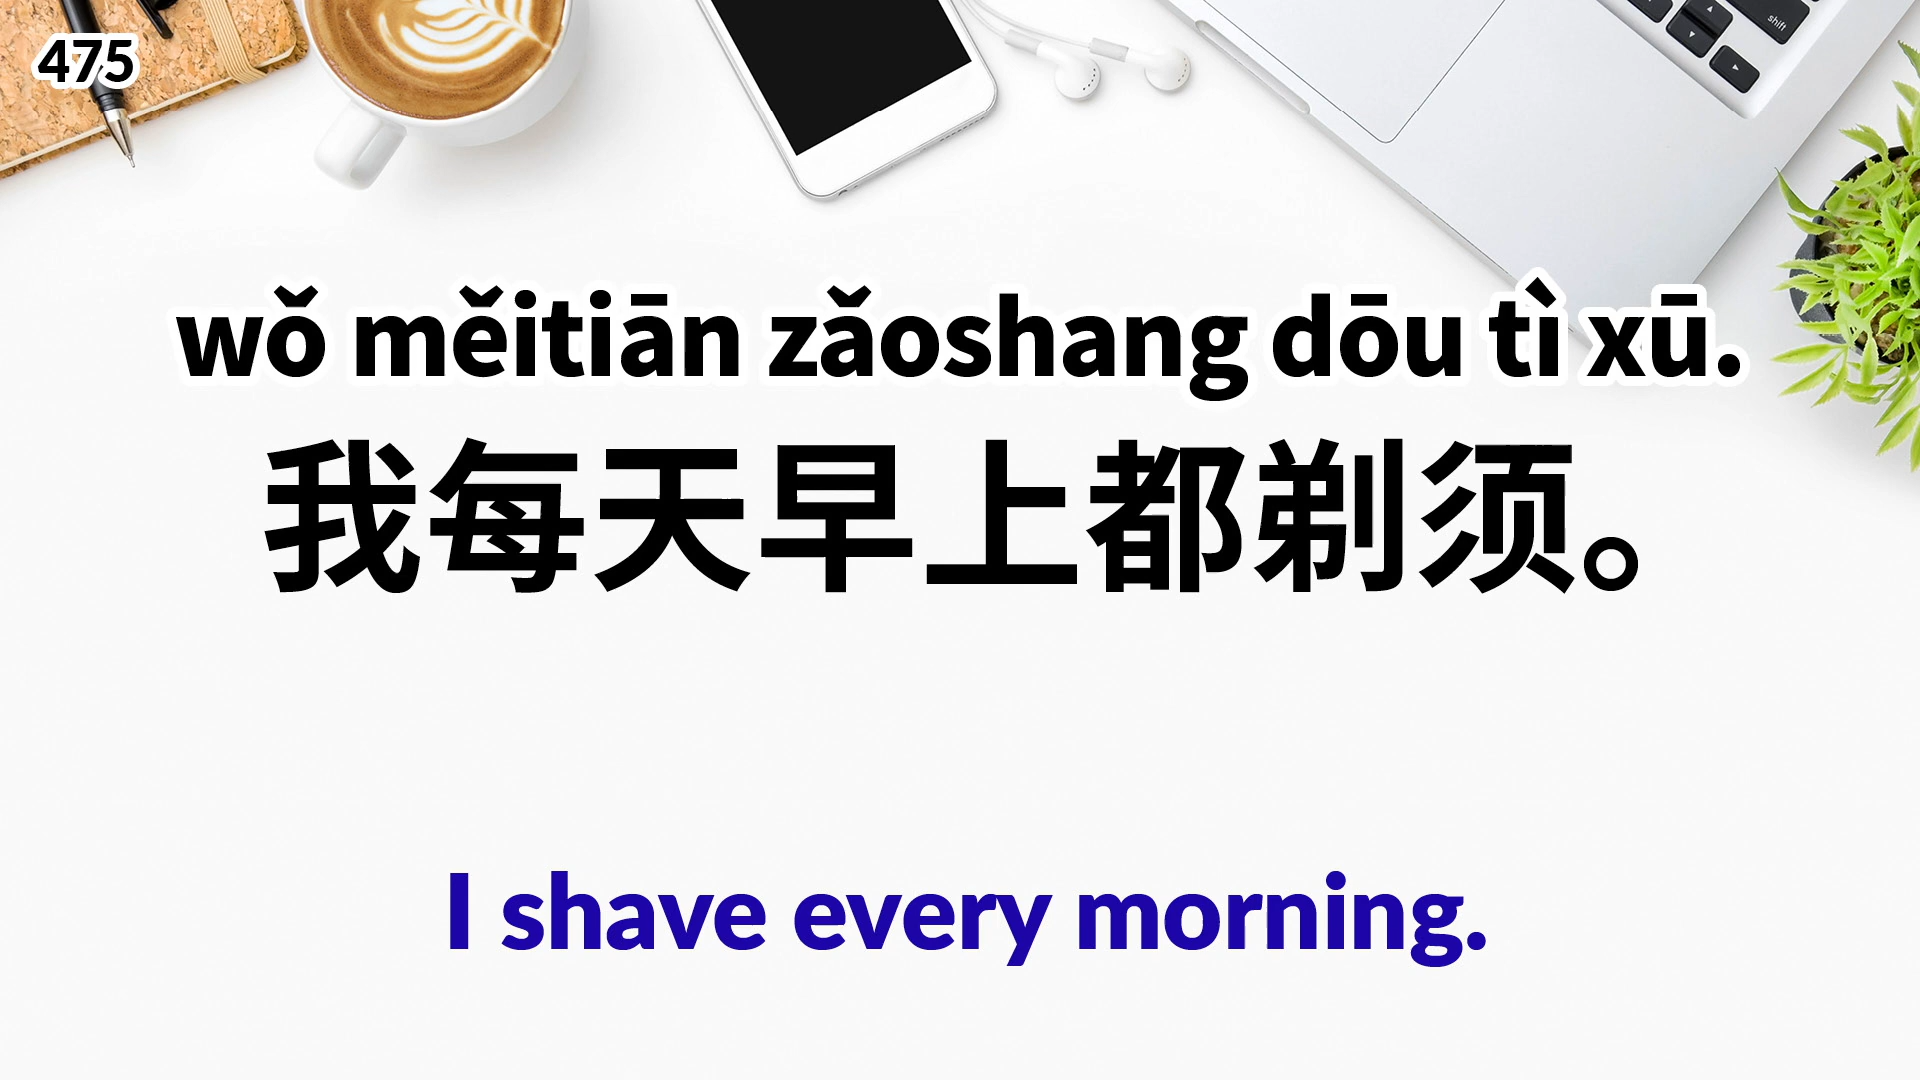 475
shift
wǒ měitiān zǎoshang dōu tì xū.
我每天早上都剃须。
I shave every morning.